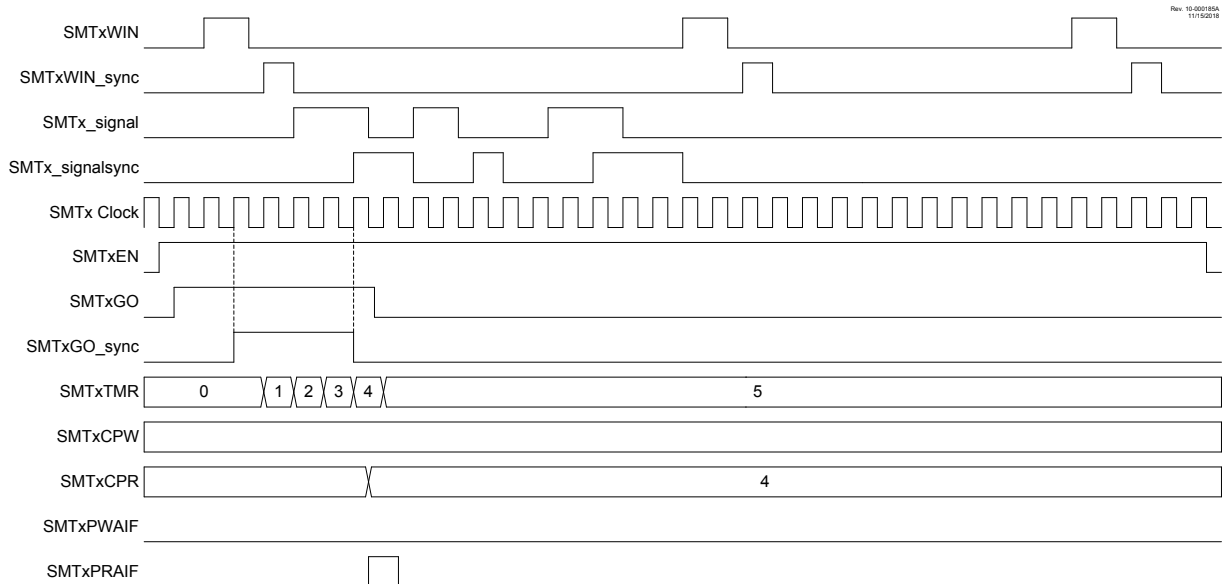 Rev. 10-000185A
11/15/2018
SMTxWIN
SMTxWIN_sync
SMTx_signal
SMTx_signalsync
SMTx Clock
SMTxEN
SMTxGO
SMTxGO_sync
SMTxTMR 0 1 2 3 4 5
SMTxCPW
SMTxCPR 4
SMTxPWAIF
SMTxPRAIF